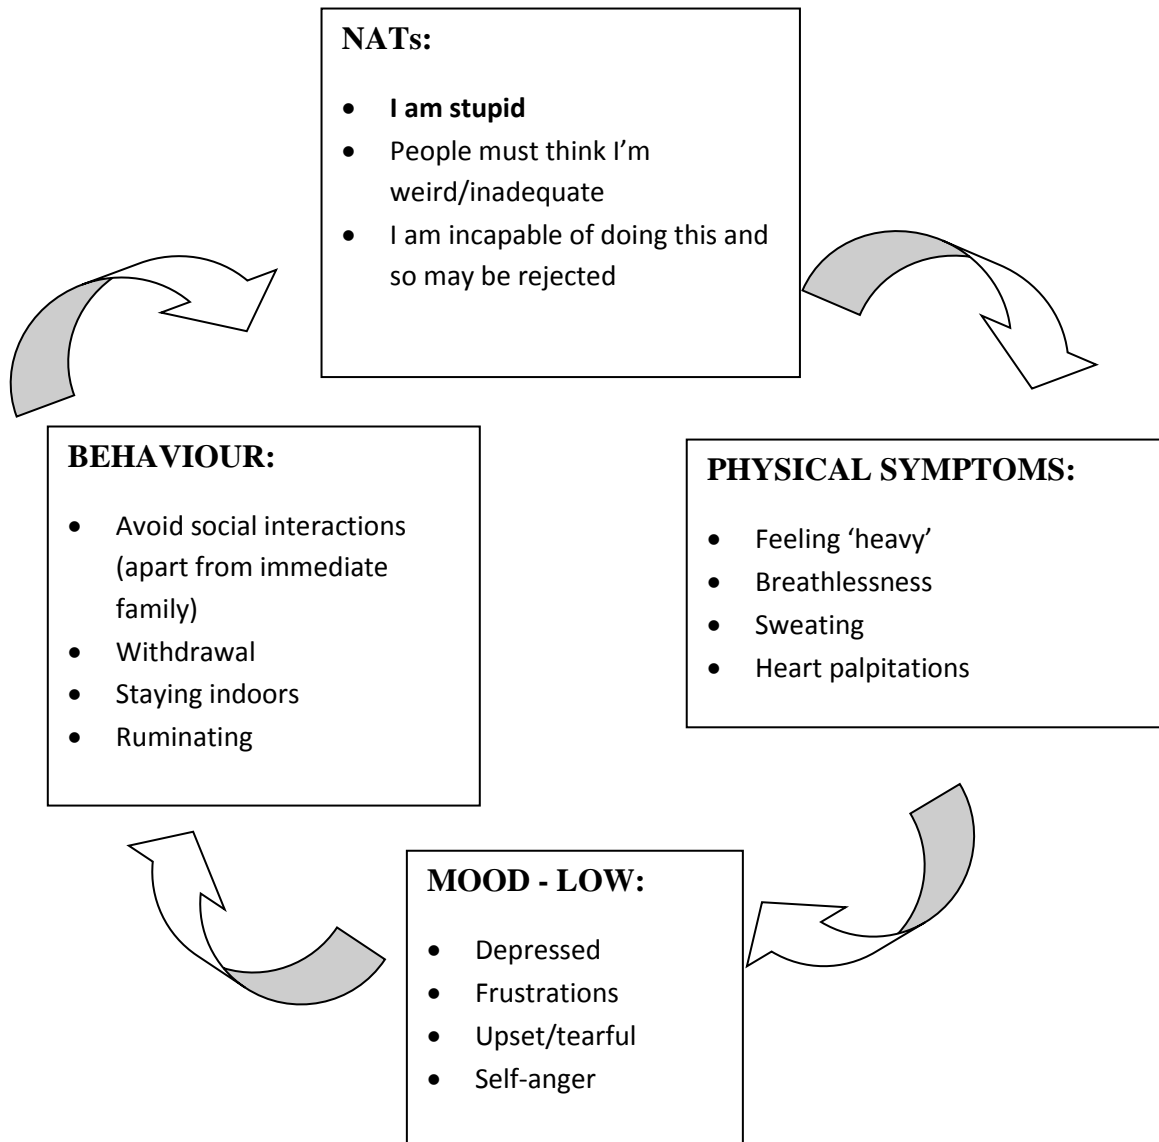 NATs:
• I am stupid
• People must think I’m
weird/inadequate
• I am incapable of doing this and
so may be rejected
BEHAVIOUR:
• Avoid social interactions
(apart from immediate
family)
• Withdrawal
• Staying indoors
• Ruminating
PHYSICAL SYMPTOMS:
• Feeling ‘heavy’
• Breathlessness
• Sweating
• Heart palpitations
MOOD - LOW:
• Depressed
• Frustrations
• Upset/tearful
• Self-anger